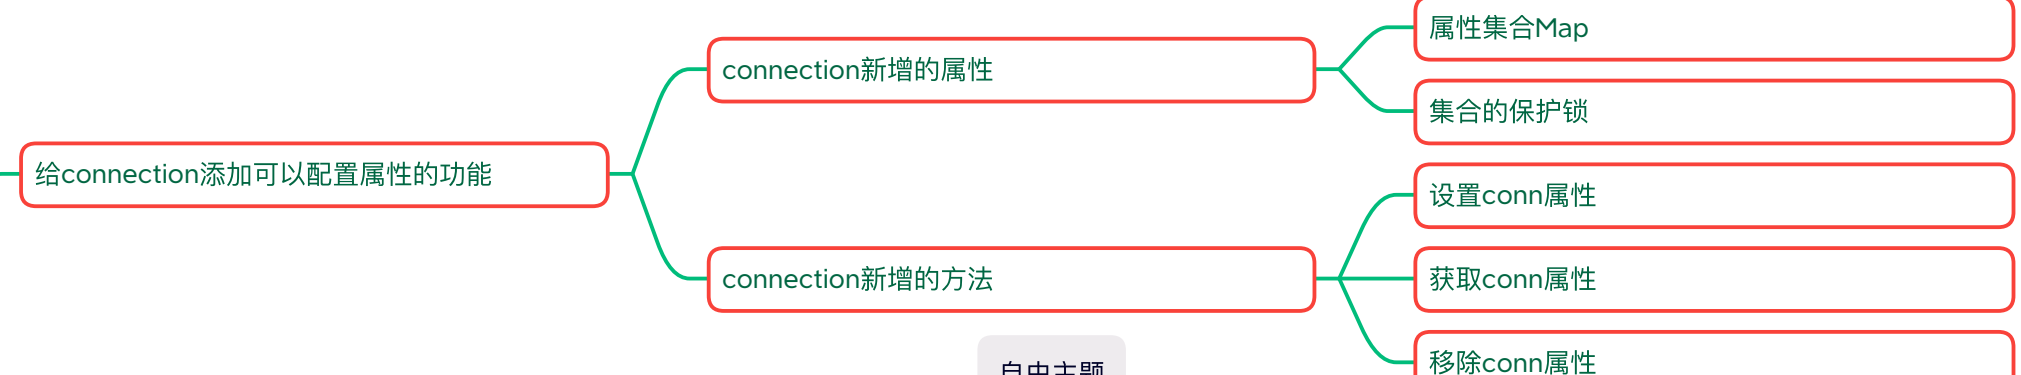 给connection添加可以配置属性的功能
connection新增的属性
属性集合Map
集合的保护锁
connection新增的方法
设置conn属性
获取conn属性
移除conn属性
自由主题